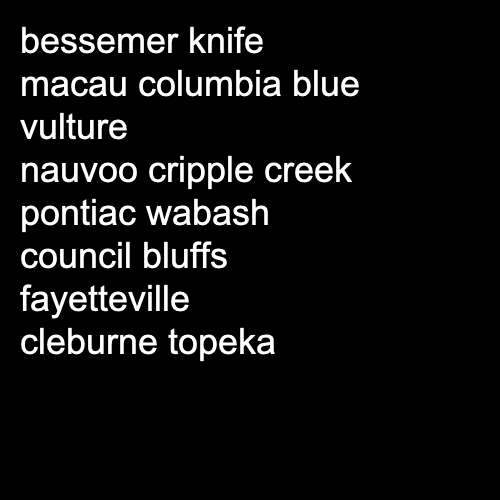 bessemer knife
macau columbia blue
vulture
nauvoo cripple creek
pontiac wabash
council bluffs
fayetteville
cleburne topeka